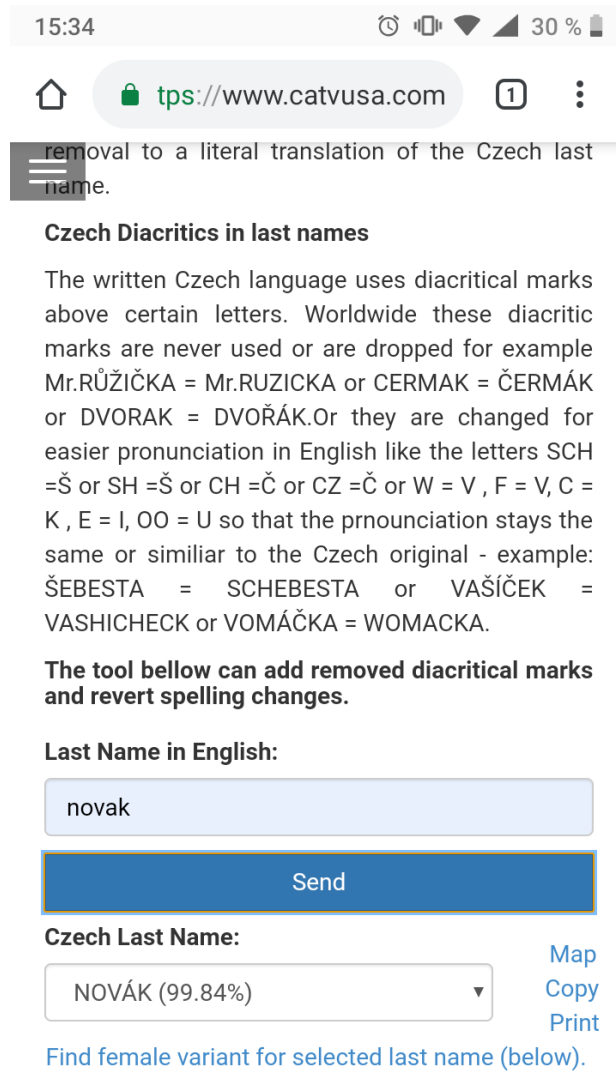 15:34 30 %
tps://www.catvusa.com 1
removal to a literal translation of the Czech last
name.
Czech Diacritics in last names
The written Czech language uses diacritical marks
above certain letters. Worldwide these diacritic
marks are never used or are dropped for example
Mr.RŮŽIČKA = Mr.RUZICKA or CERMAK = ČERMÁK
or DVORAK = DVOŘÁK.Or they are changed for
easier pronunciation in English like the letters SCH
=Š or SH =Š or CH =Č or CZ =Č or W = V , F = V, C =
K , E = I, OO = U so that the prnounciation stays the
same or similiar to the Czech original - example:
ŠEBESTA = SCHEBESTA or VAŠÍČEK =
VASHICHECK or VOMÁČKA = WOMACKA.
The tool bellow can add removed diacritical marks
and revert spelling changes.
Last Name in English:
novak
Send
Czech Last Name:
NOVÁK (99.84%)
Map
Copy
Print
Find female variant for selected last name (below).